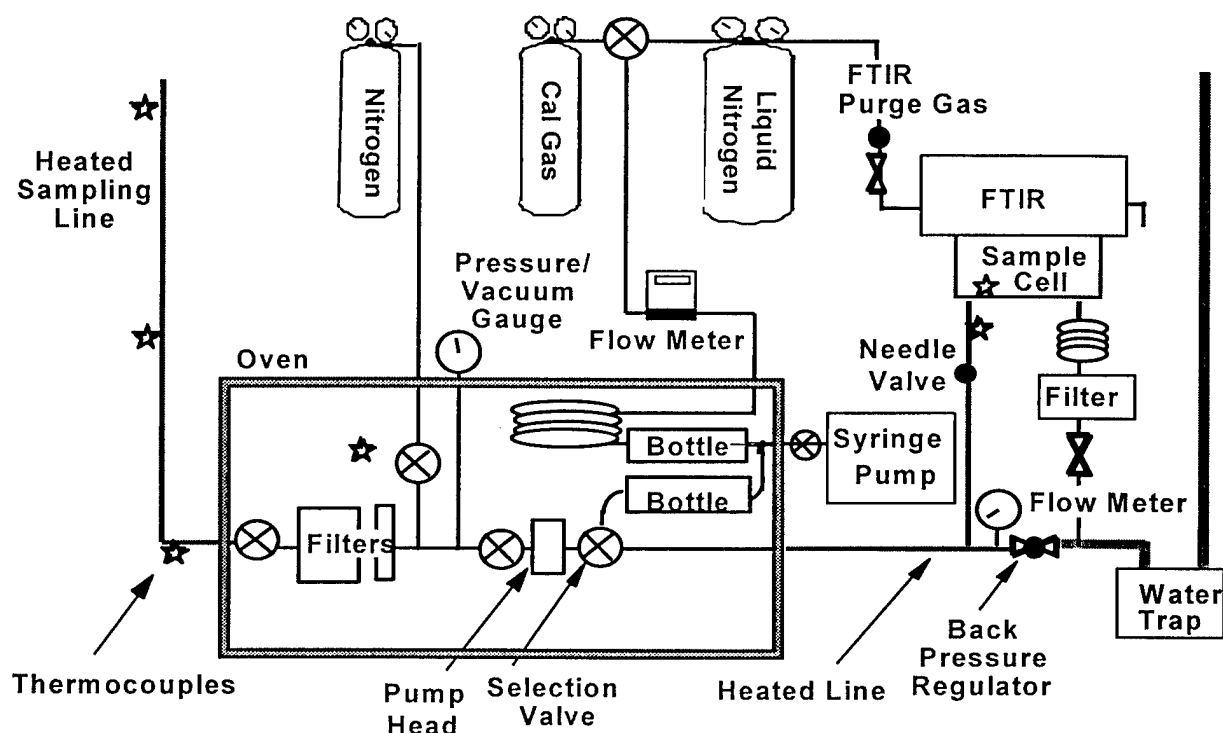 Nitrogen
Cal Gas
Liquid
Nitrogen
FTIR
Purge Gas
Heated
Sampling
Line
FTIR
Sample
Cell
Pressure/
Vacuum
Gauge
Flow Meter
Needle
Valve
Oven
Filter
Bottle
Syringe
Pump
Bottle
Flow Meter
Filters
Water
Trap
Thermocouples
Pump
Head
Selection
Valve
Heated Line
Back
Pressure
Regulator